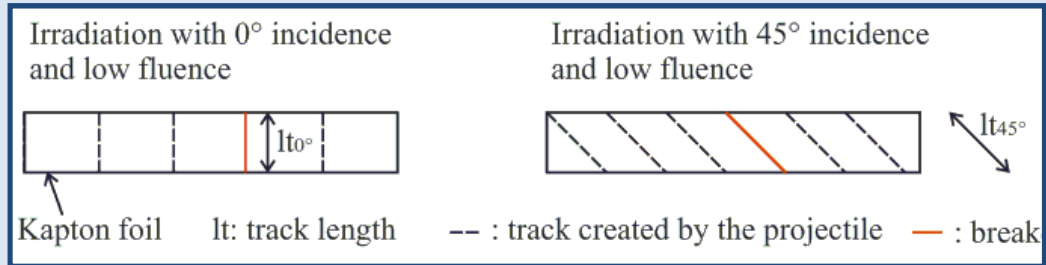 Irradiation with 0° incidence
and low fluence
Irradiation with 45° incidence
and low fluence
lt0°
lt45°
Kapton foil lt: track length -- : track created by the projectile — : break